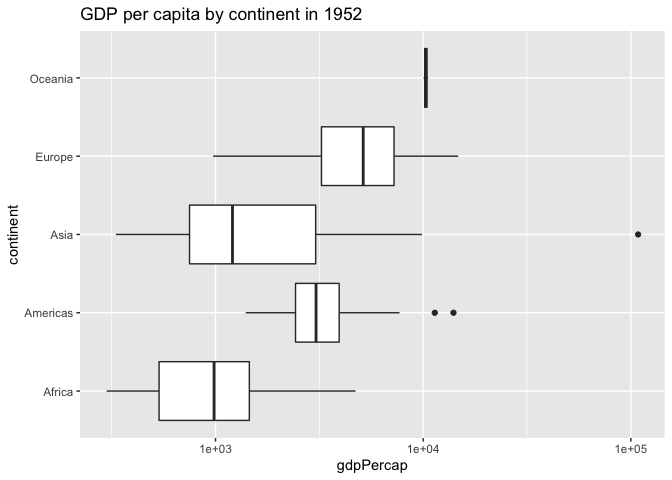 GDP per capita by continent in 1952
Oceania
Europe
Asia
Americas
Africa
continent
1e+03 1e+04 1e+05
gdpPercap